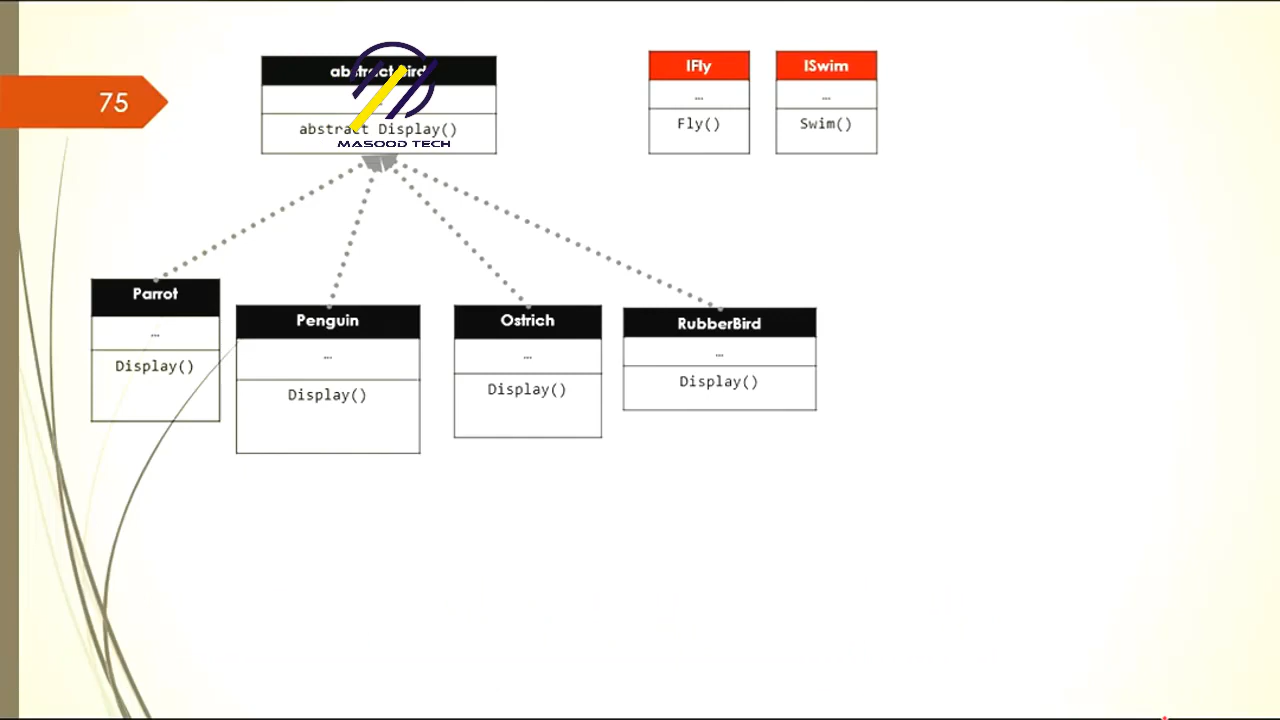 75
abstract Bird
abstract Display()
MASOOD TECH
IFly
…
Fly()
ISwim
…
Swim()
Parrot
…
Display()
Penguin
…
Display()
Ostrich
…
Display()
RubberBird
…
Display()